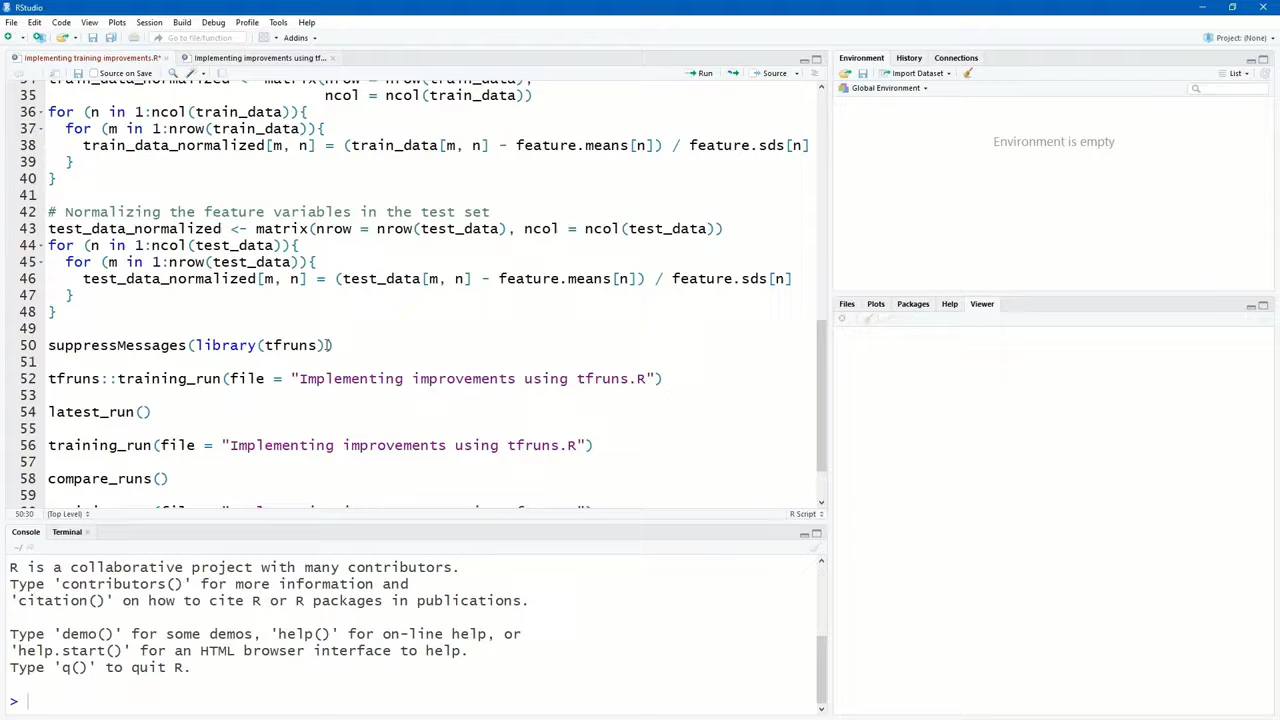 RStudio
File Edit Code View Plots Session Build Debug Profile Tools Help
Go to file/function Addins Project: (None)
Implementing training improvements.R* Implementing improvements using tf...
Source on Save Run Source
35 ncol = ncol(train_data))
36 for (n in 1:ncol(train_data)){
37 for (m in 1:nrow(train_data)){
38 train_data_normalized[m, n] = (train_data[m, n] - feature.means[n]) / feature.sds[n]
39 }
40 }
41
42 # Normalizing the feature variables in the test set
43 test_data_normalized <- matrix(nrow = nrow(test_data), ncol = ncol(test_data))
44 for (n in 1:ncol(test_data)){
45 for (m in 1:nrow(test_data)){
46 test_data_normalized[m, n] = (test_data[m, n] - feature.means[n]) / feature.sds[n]
47 }
48 }
49
50 suppressMessages(library(tfruns))
51
52 tfruns::training_run(file = "Implementing improvements using tfruns.R")
53
54 latest_run()
55
56 training_run(file = "Implementing improvements using tfruns.R")
57
58 compare_runs()
59
50:30 (Top Level) R Script
Console Terminal
~/
R is a collaborative project with many contributors.
Type 'contributors()' for more information and
'citation()' on how to cite R or R packages in publications.
Type 'demo()' for some demos, 'help()' for on-line help, or
'help.start()' for an HTML browser interface to help.
Type 'q()' to quit R.
>
Environment History Connections
Import Dataset List
Global Environment
Environment is empty
Files Plots Packages Help Viewer